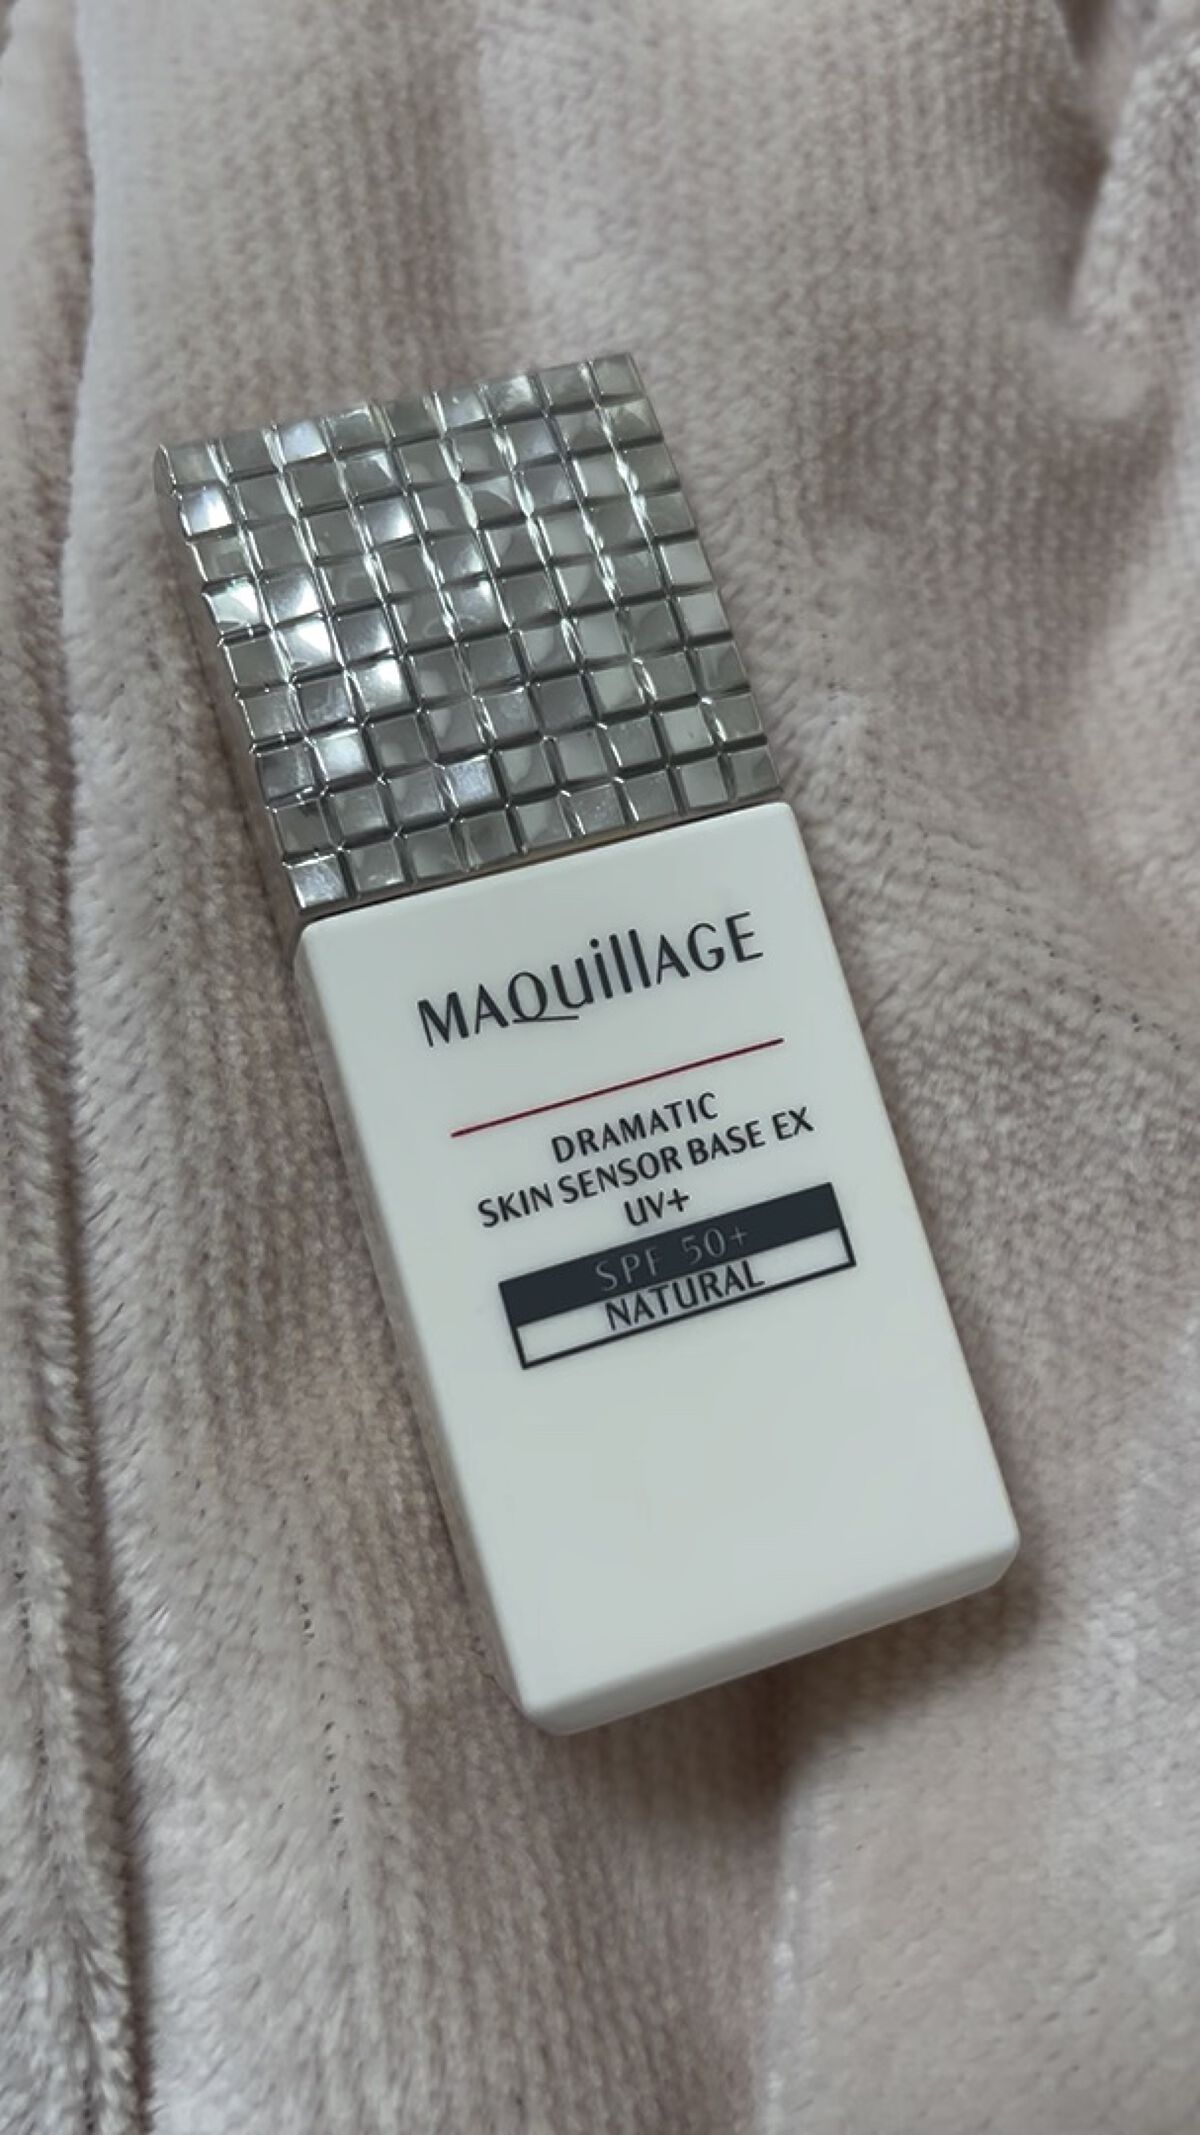 MAQuillAGE
DRAMATIC
SKIN SENSOR BASE EX
UV+
SPF 50+
NATURAL